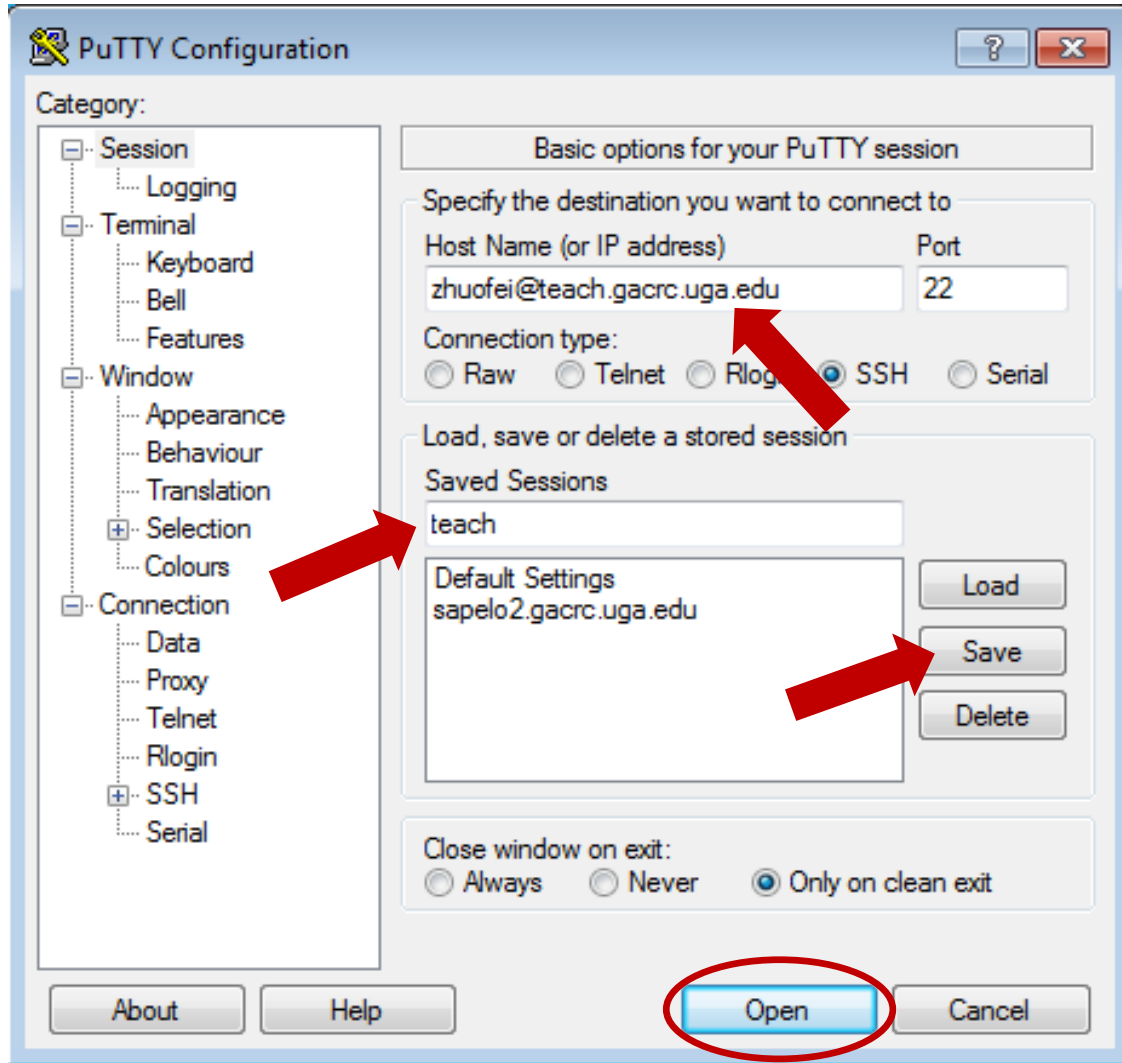 PuTTY Configuration
Category:
Session
Logging
Terminal
Keyboard
Bell
Features
Window
Appearance
Behaviour
Translation
Selection
Colours
Connection
Data
Proxy
Telnet
Rlogin
SSH
Serial
Basic options for your PuTTY session
Specify the destination you want to connect to
Host Name (or IP address) Port
zhuofei@teach.gacrc.uga.edu 22
Connection type:
Raw Telnet Rlogin SSH Serial
Load, save or delete a stored session
Saved Sessions
teach
Default Settings
sapelo2.gacrc.uga.edu
Load
Save
Delete
Close window on exit:
Always Never Only on clean exit
About Help Open Cancel